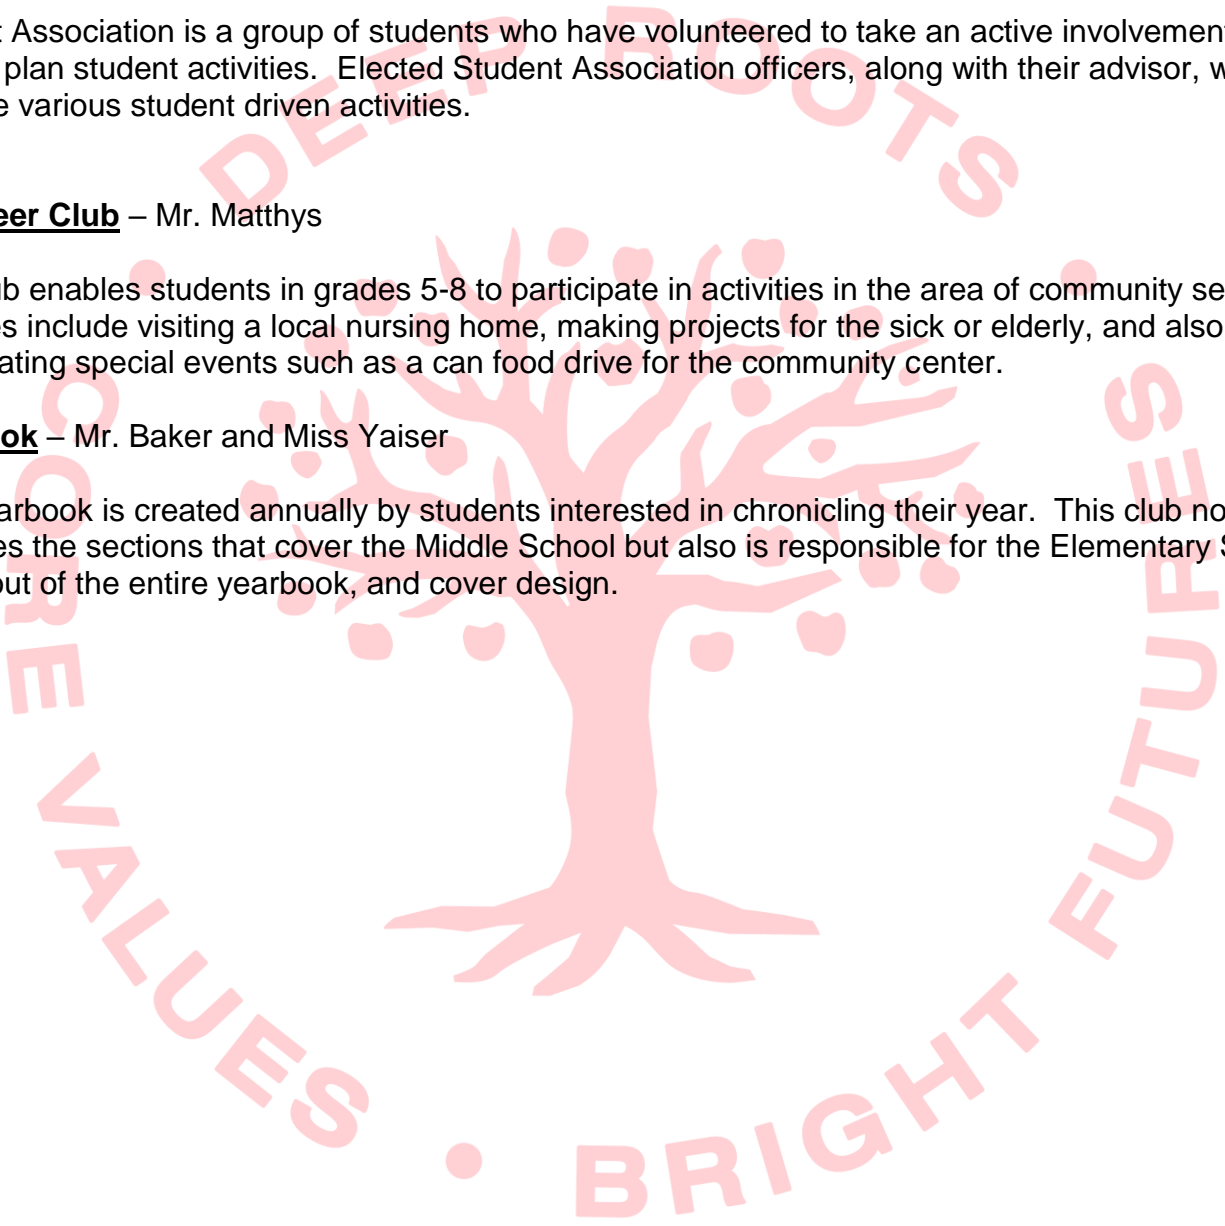 t Association is a group of students who have volunteered to take an active involvement
plan student activities.  Elected Student Association officers, along with their advisor, w
e various student driven activities.
eer Club – Mr. Matthys
ub enables students in grades 5-8 to participate in activities in the area of community se
es include visiting a local nursing home, making projects for the sick or elderly, and also
ating special events such as a can food drive for the community center.
ok – Mr. Baker and Miss Yaiser
arbook is created annually by students interested in chronicling their year.  This club no
es the sections that cover the Middle School but also is responsible for the Elementary S
out of the entire yearbook, and cover design.
DEEP ROOTS
CORE VALUES
BRIGHT FUTURES